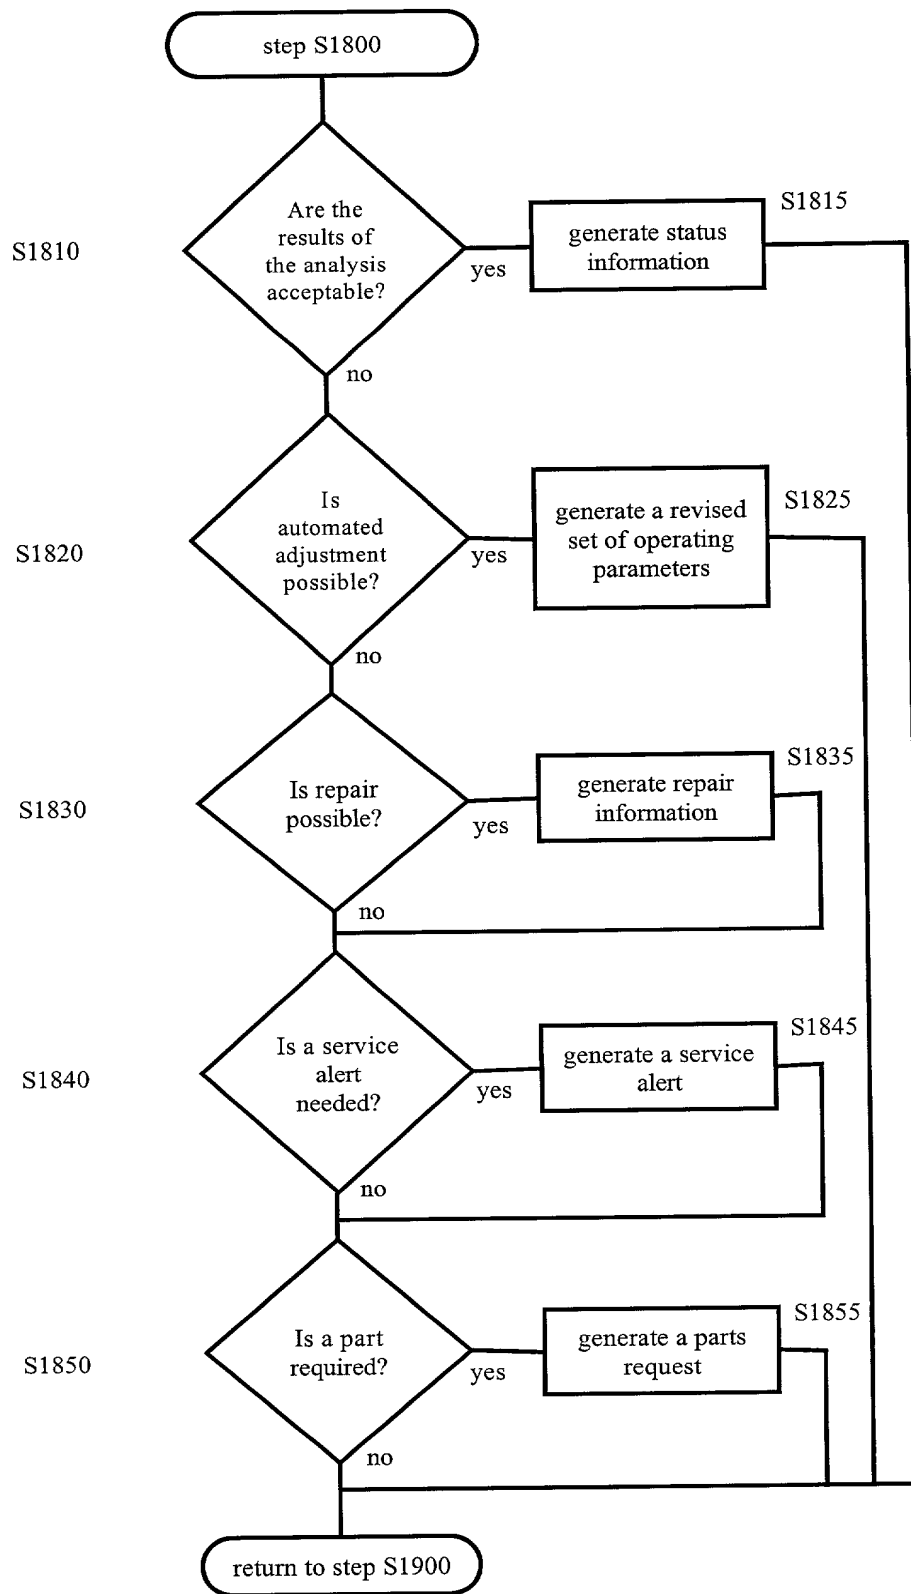 step S1800
Are the
results of
the analysis
acceptable?
S1810
yes
generate status
information
S1815
no
Is
automated
adjustment
possible?
S1820
yes
generate a revised
set of operating
parameters
S1825
no
Is repair
possible?
S1830
yes
generate repair
information
S1835
no
Is a service
alert
needed?
S1840
yes
generate a service
alert
S1845
no
Is a part
required?
S1850
yes
generate a parts
request
S1855
no
return to step S1900